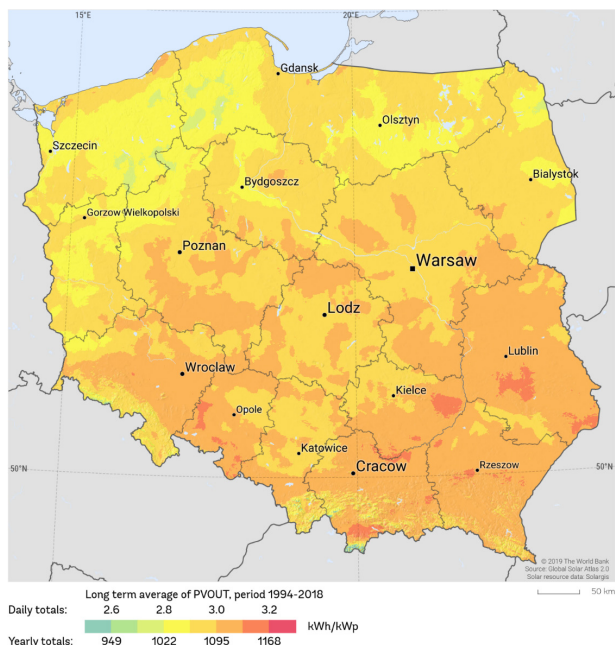 15°E
20°E
Gdansk
Olsztyn
Szczecin
Bialystok
Bydgoszcz
Gorzow Wielkopolski
Poznan
Warsaw
Lodz
Lublin
Wroclaw
Kielce
Opole
Katowice
50°N
Cracow
Rzeszow
50°N
© 2019 The World Bank
Source: Global Solar Atlas 2.0
Solar resource data: Solargis
50 km
Long term average of PVOUT, period 1994-2018
Daily totals: 2.6 2.8 3.0 3.2
kWh/kWp
Yearly totals: 949 1022 1095 1168